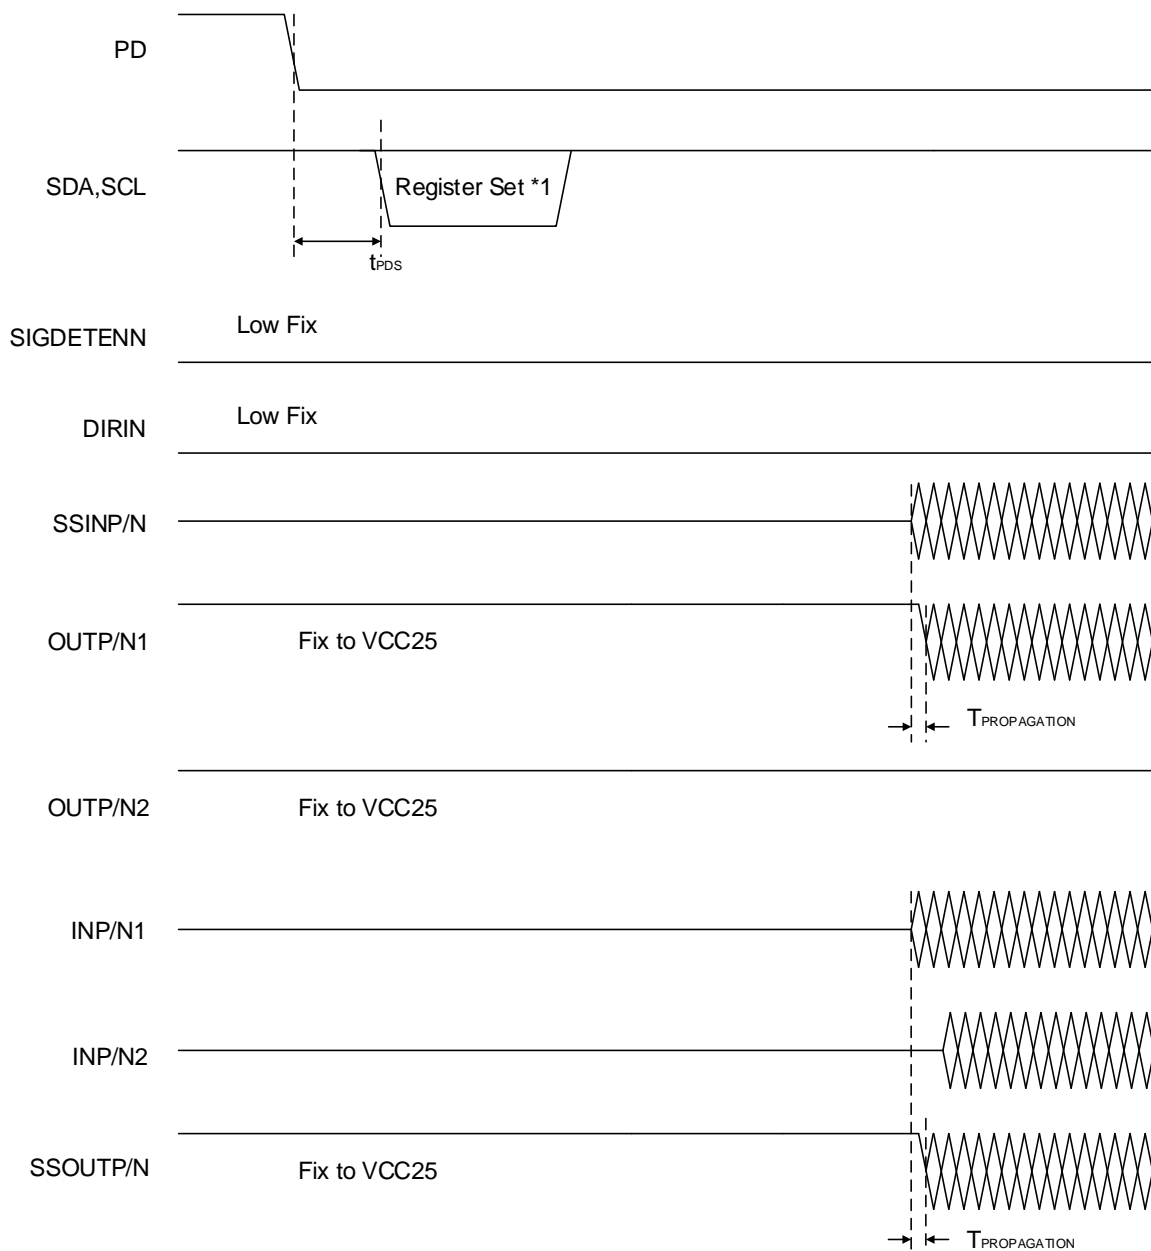 PD
SDA,SCL
Register Set *1
tPDS
SIGDETENN
Low Fix
DIRIN
Low Fix
SSINP/N
OUTP/N1
Fix to VCC25
TPROPAGATION
OUTP/N2
Fix to VCC25
INP/N1
INP/N2
SSOUTP/N
Fix to VCC25
TPROPAGATION